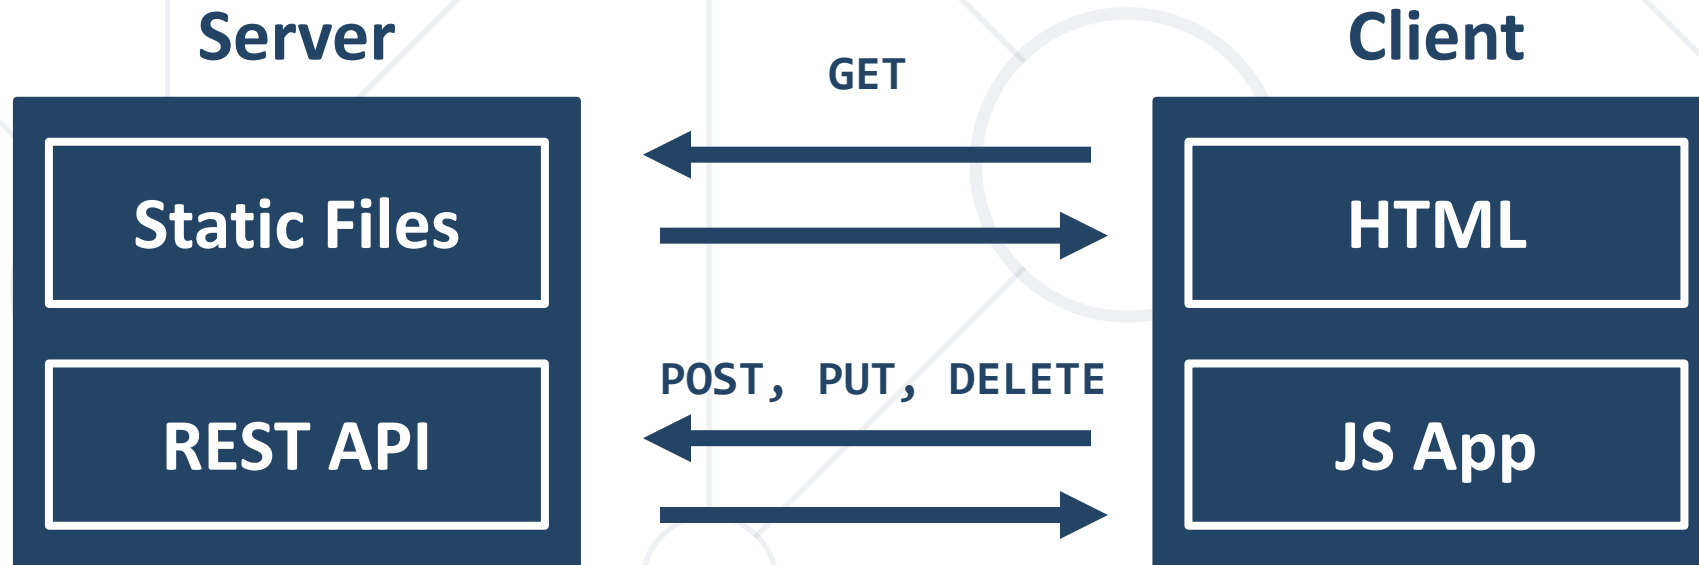 Server
Client
GET
Static Files
HTML
POST, PUT, DELETE
REST API
JS App